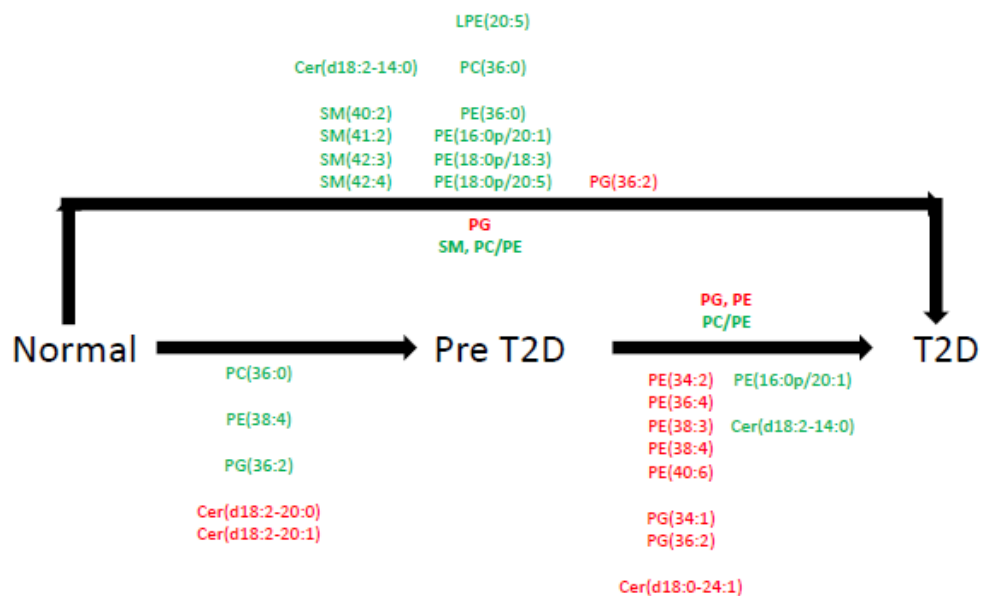 LPE(20:5)
Cer(d18:2-14:0) PC(36:0)
SM(40:2) PE(36:0)
SM(41:2) PE(16:0p/20:1)
SM(42:3) PE(18:0p/18:3)
SM(42:4) PE(18:0p/20:5) PG(36:2)
PG
SM, PC/PE
PG, PE
PC/PE
Normal Pre T2D T2D
PC(36:0)
PE(38:4)
PG(36:2)
Cer(d18:2-20:0)
Cer(d18:2-20:1)
PE(34:2) PE(16:0p/20:1)
PE(36:4)
PE(38:3) Cer(d18:2-14:0)
PE(38:4)
PE(40:6)
PG(34:1)
PG(36:2)
Cer(d18:0-24:1)